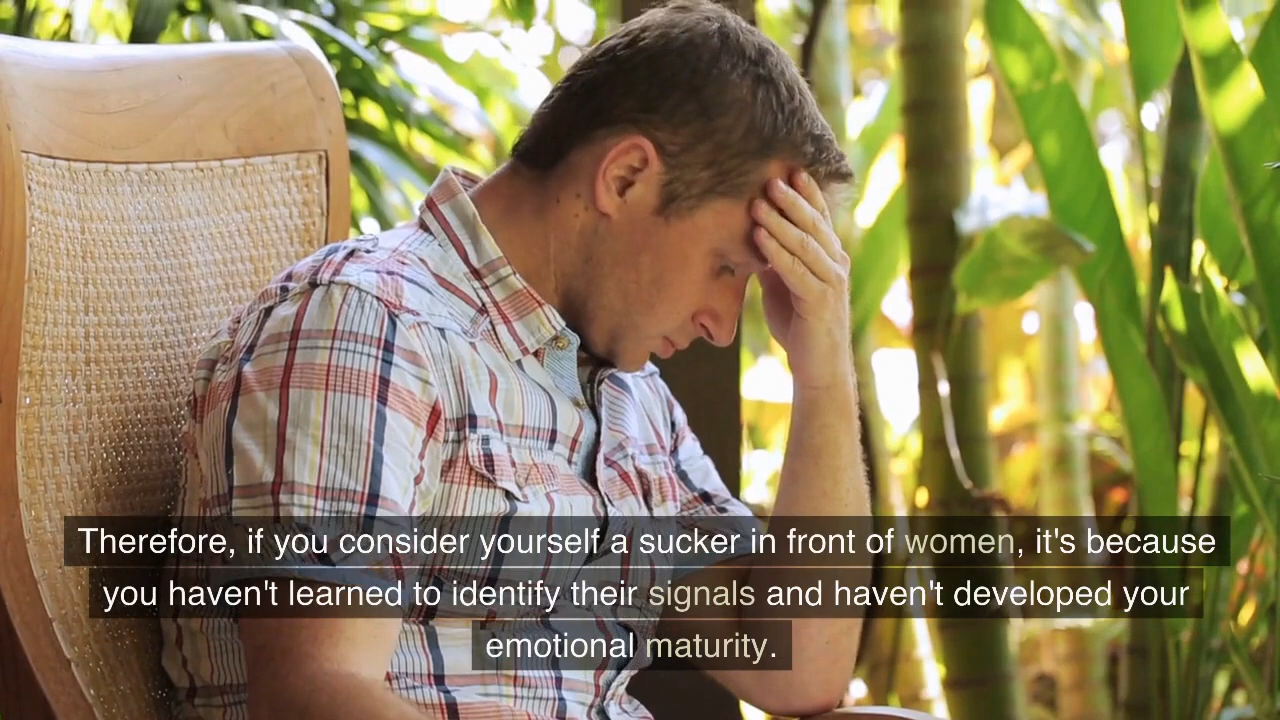 Therefore, if you consider yourself a sucker in front of women, it's because
you haven't learned to identify their signals and haven't developed your
emotional maturity.